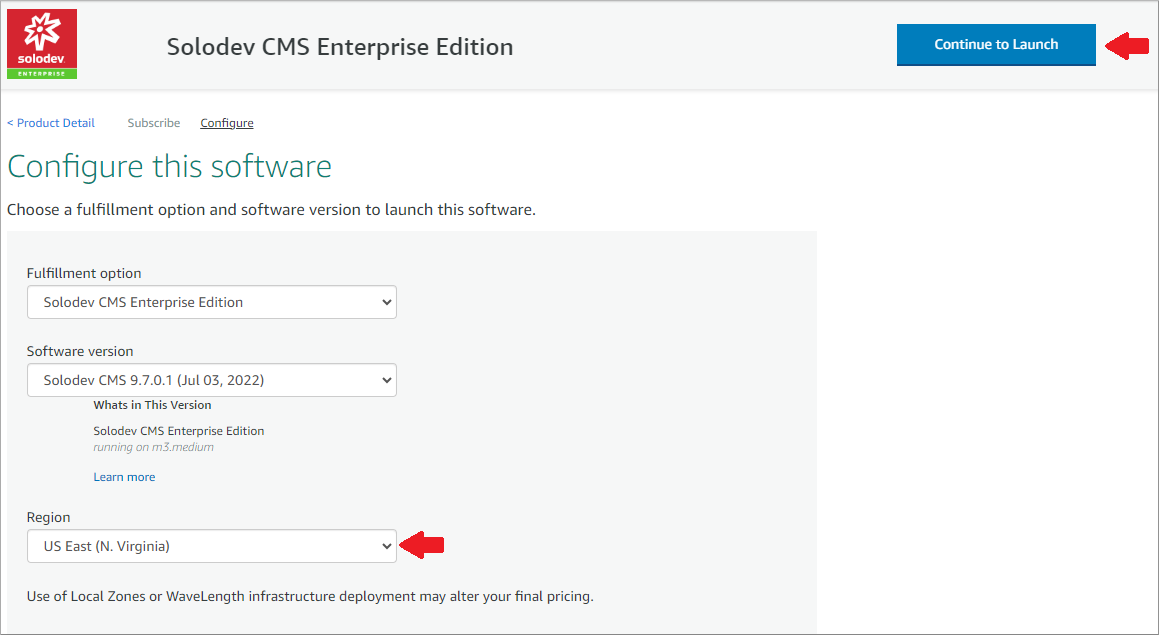 solodev
ENTERPRISE
Solodev CMS Enterprise Edition
Continue to Launch
< Product Detail
Subscribe
Configure
Configure this software
Choose a fulfillment option and software version to launch this software.
Fulfillment option
Solodev CMS Enterprise Edition
Software version
Solodev CMS 9.7.0.1 (Jul 03, 2022)
Whats in This Version
Solodev CMS Enterprise Edition
running on m3.medium
Learn more
Region
US East (N. Virginia)
Use of Local Zones or WaveLength infrastructure deployment may alter your final pricing.